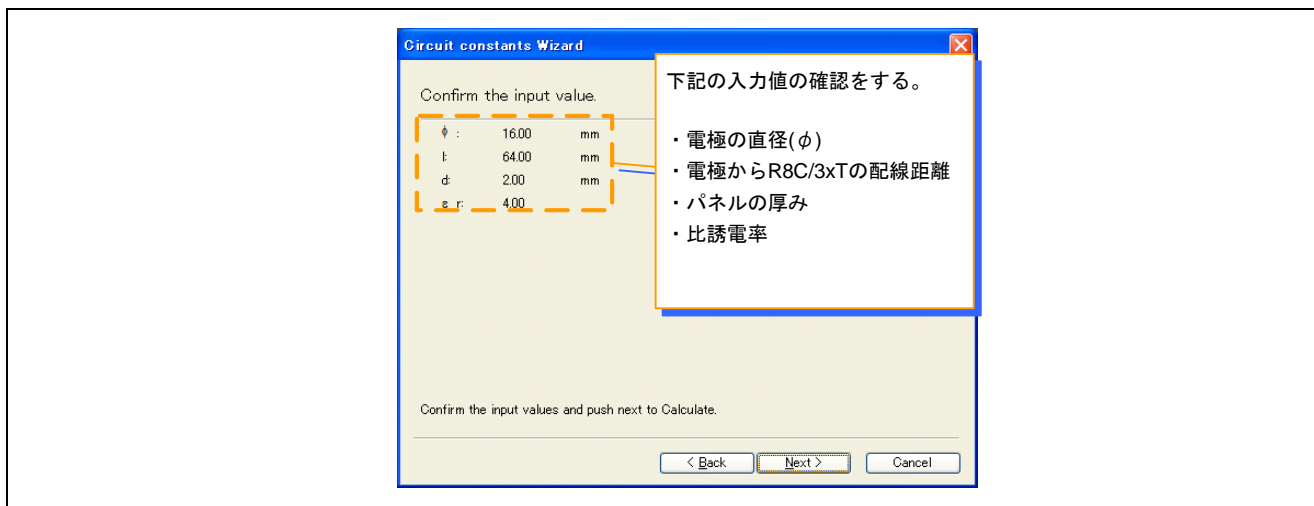 Circuit constants Wizard
Confirm the input value.
φ : 16.00 mm
l: 64.00 mm
d: 2.00 mm
ε r: 4.00
下記の入力値の確認をする。
・電極の直径(φ)
・電極からR8C/3xTの配線距離
・パネルの厚み
・比誘電率
Confirm the input values and push next to Calculate.
< Back
Next >
Cancel